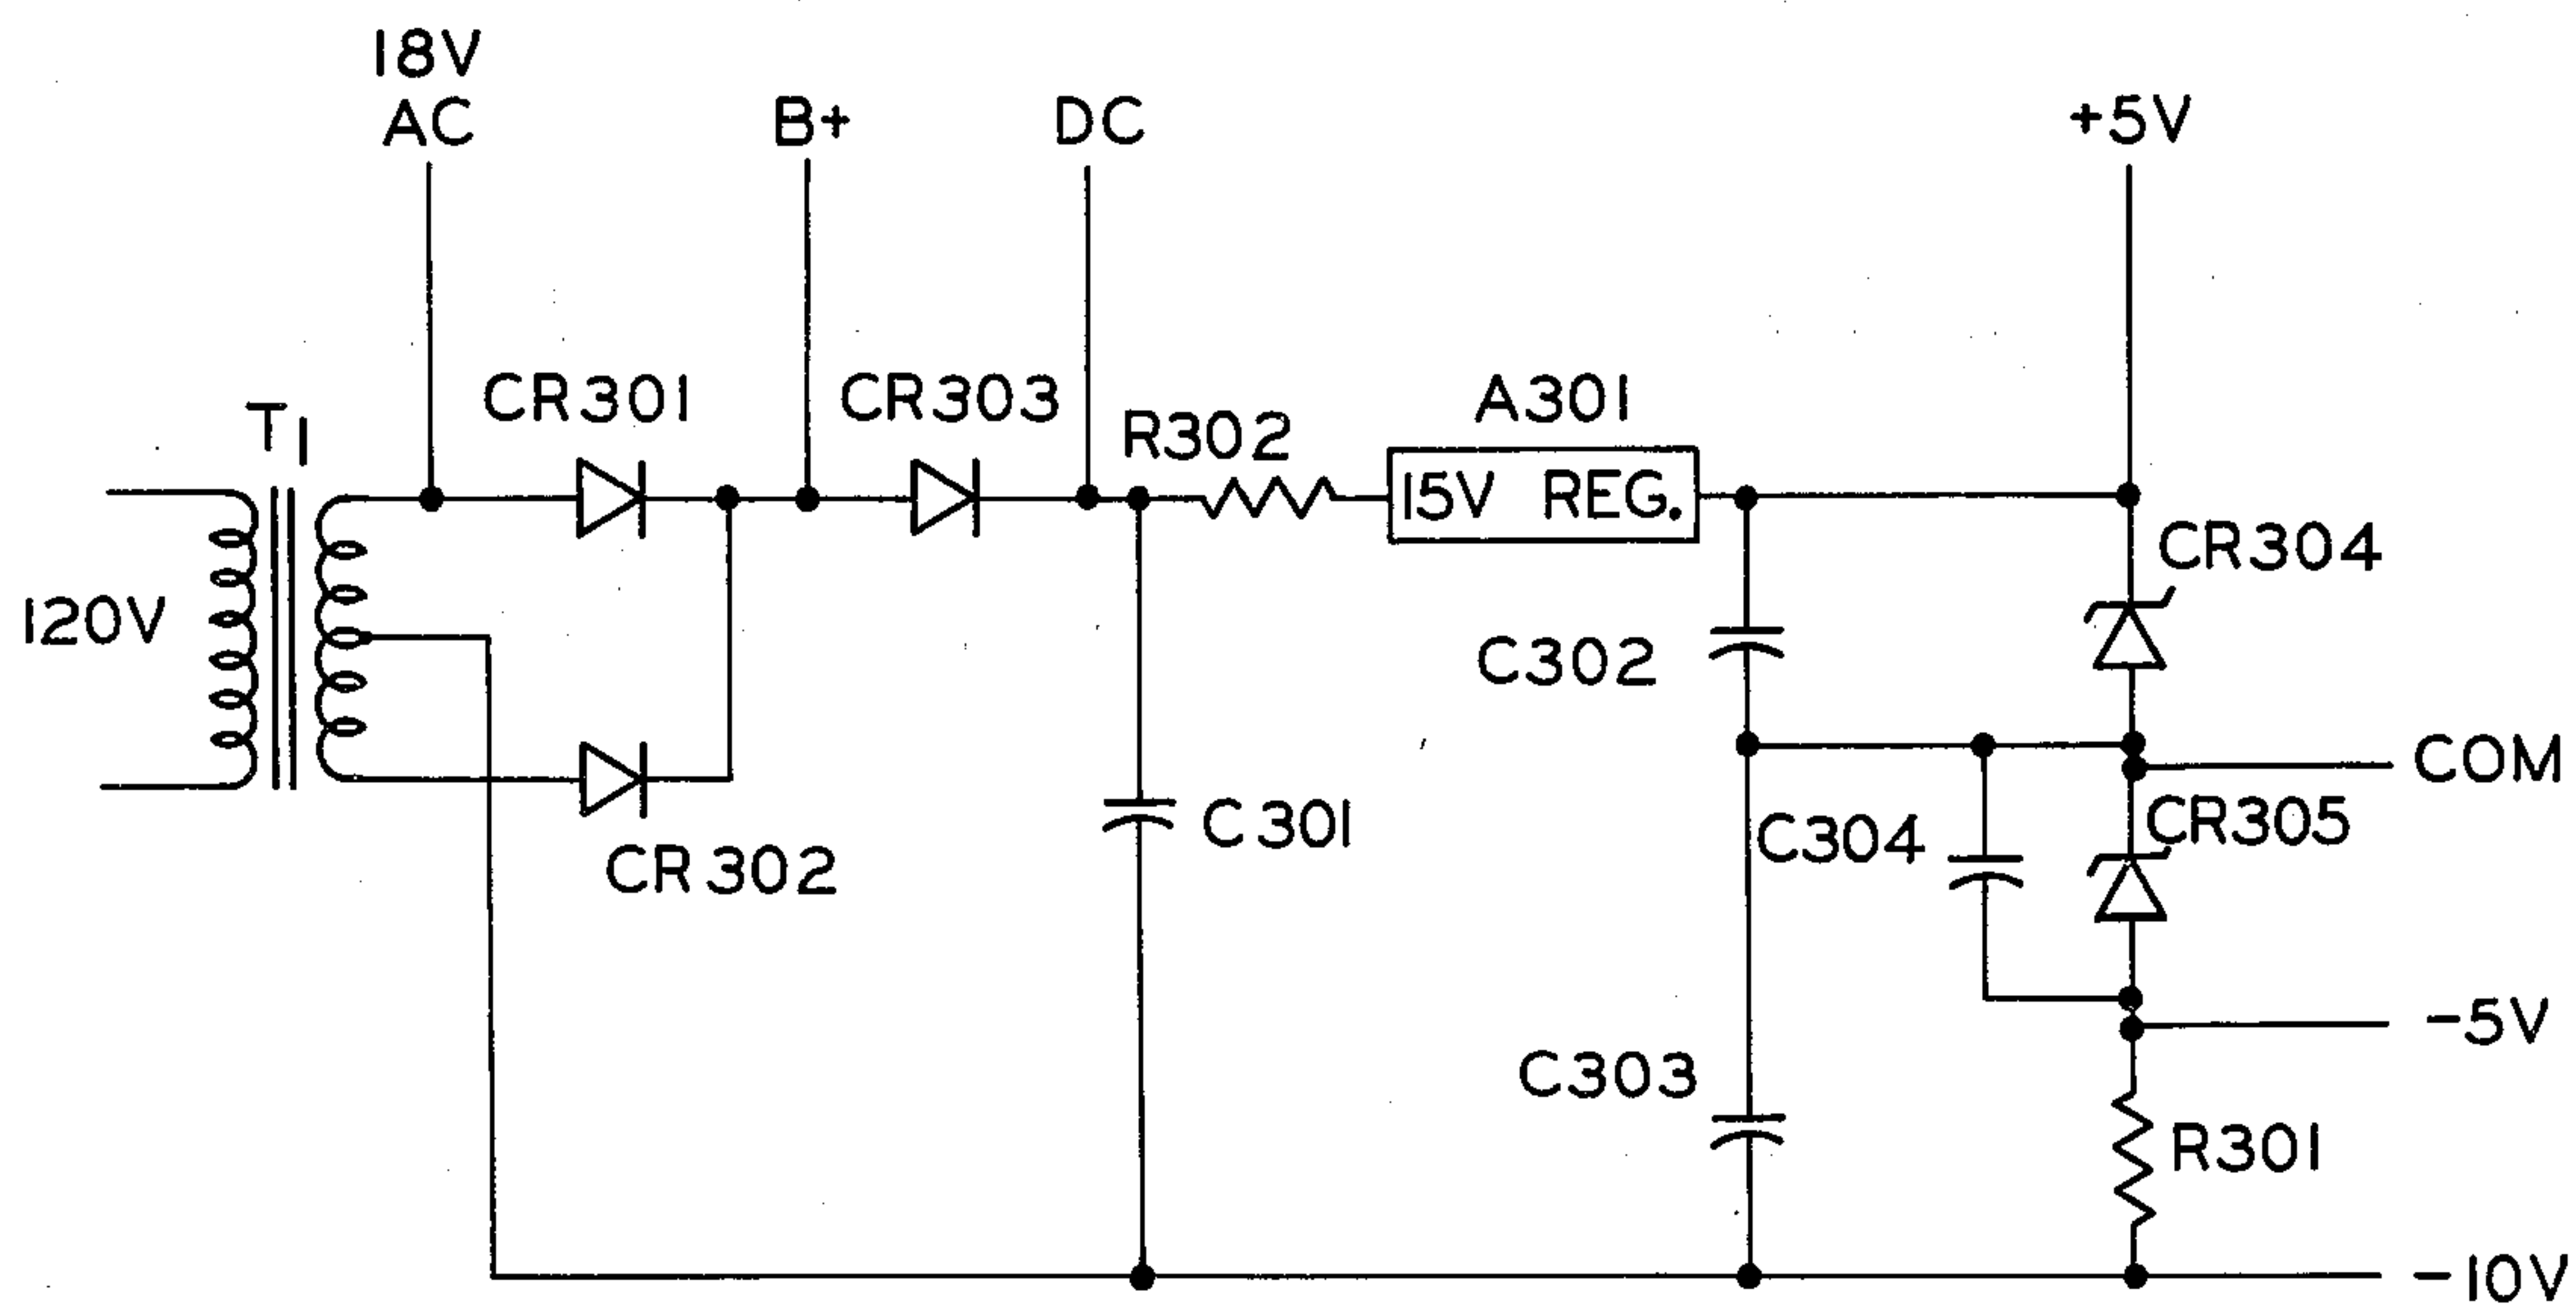 18V
AC
B+
DC
+5V
T1
CR301
CR303
R302
A301
15V REG.
CR304
120V
C302
COM
C301
C304
CR305
CR302
-5V
C303
R301
-10V